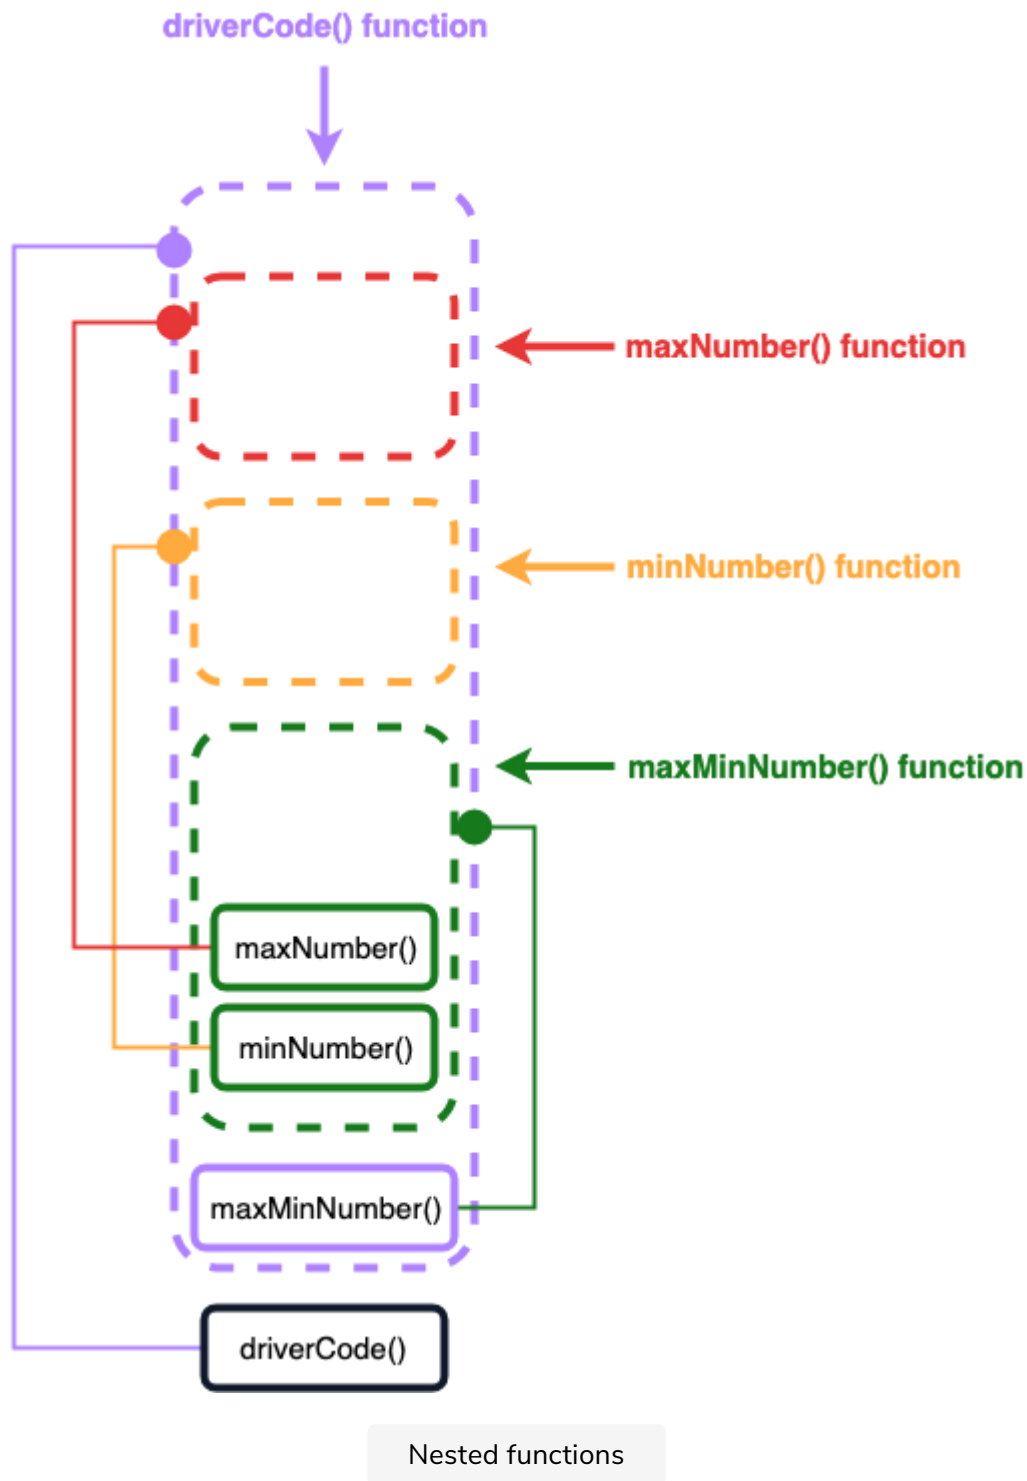 driverCode() function
maxNumber() function
minNumber() function
maxMinNumber() function
maxNumber()
minNumber()
maxMinNumber()
driverCode()
Nested functions